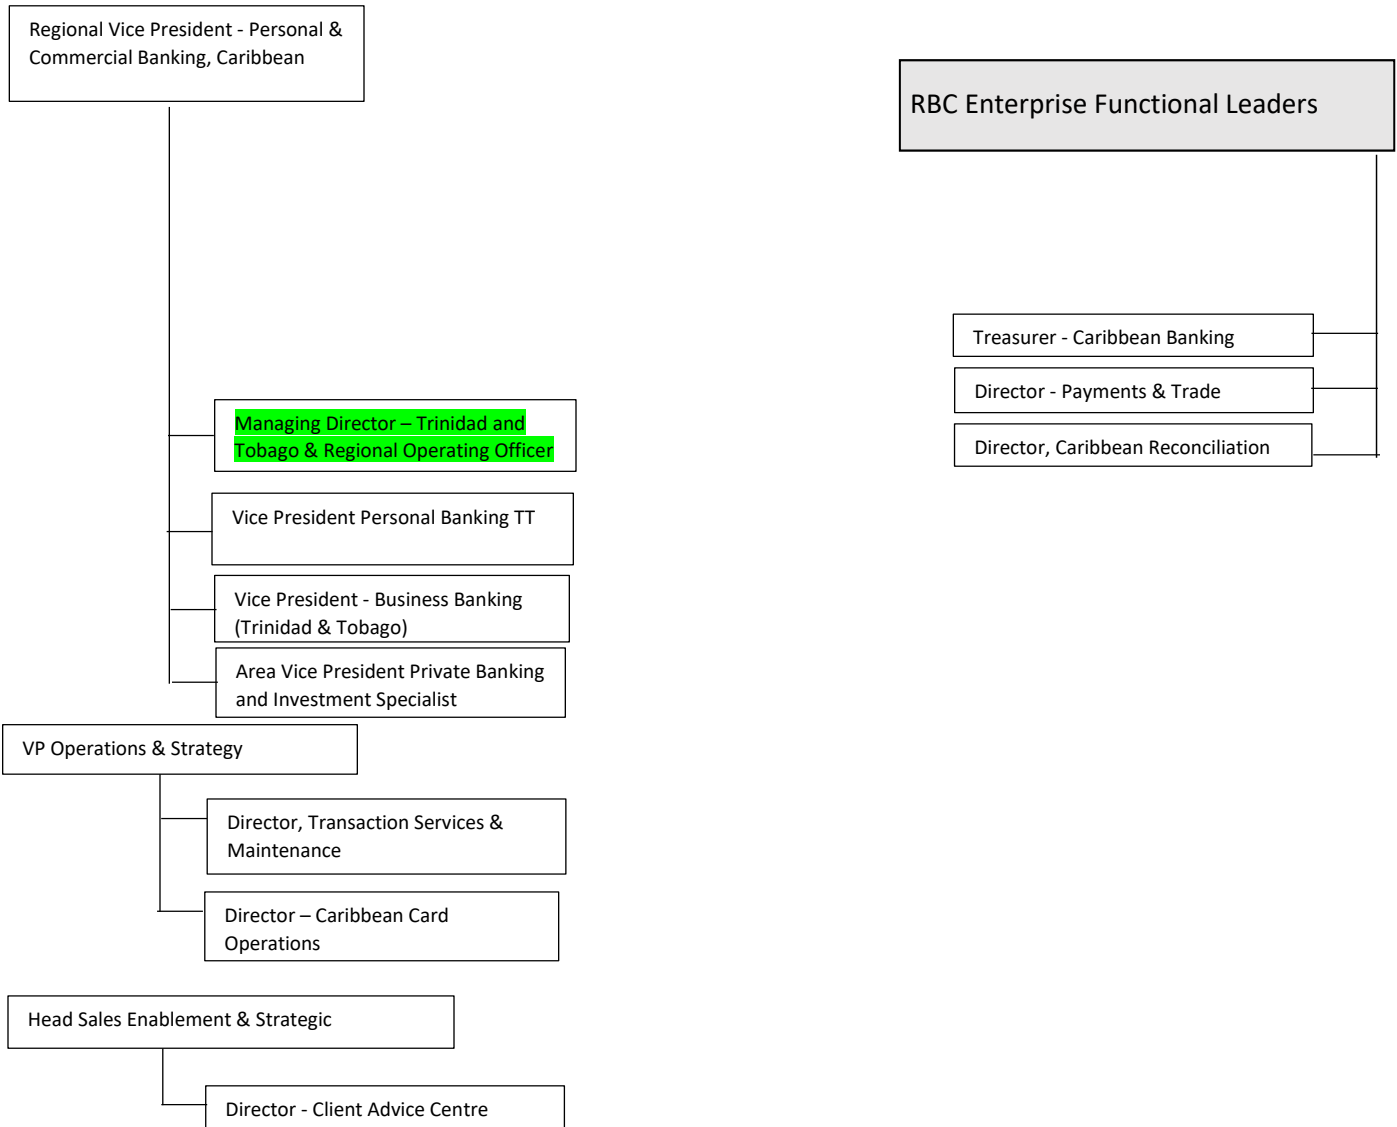 Regional Vice President - Personal &
Commercial Banking, Caribbean
RBC Enterprise Functional Leaders
Treasurer - Caribbean Banking
Director - Payments & Trade
Director, Caribbean Reconciliation
Managing Director – Trinidad and
Tobago & Regional Operating Officer
Vice President Personal Banking TT
Vice President - Business Banking
(Trinidad & Tobago)
Area Vice President Private Banking
and Investment Specialist
VP Operations & Strategy
Director, Transaction Services &
Maintenance
Director – Caribbean Card
Operations
Head Sales Enablement & Strategic
Director - Client Advice Centre